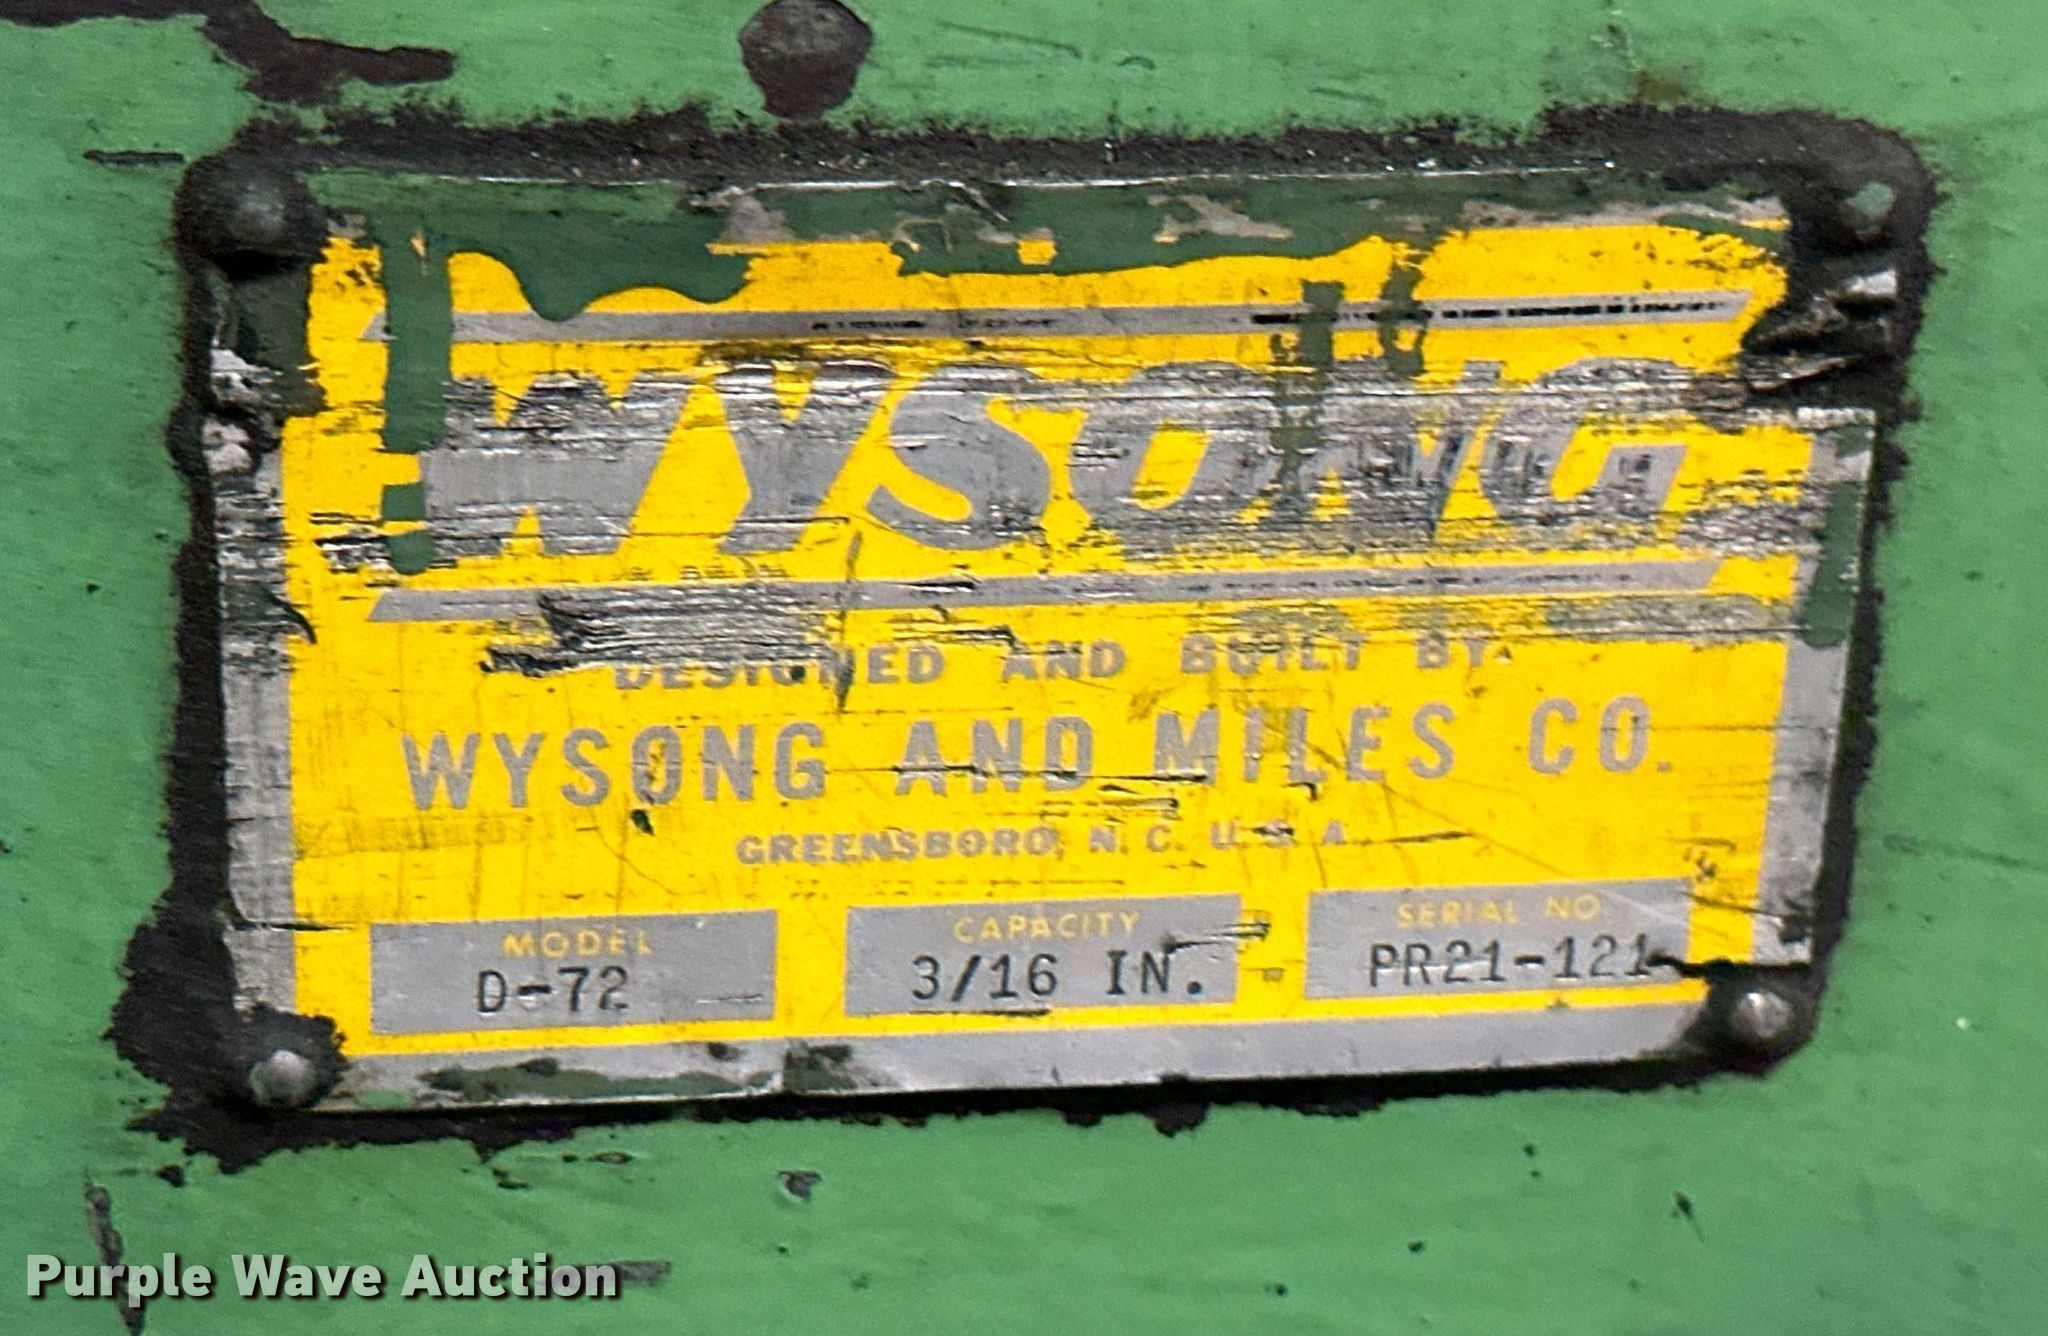 WYSONG
DESIGNED AND BUILT BY
WYSONG AND MILES CO.
GREENSBORO, N. C. U. S. A.
MODEL CAPACITY SERIAL NO.
D-72 3/16 IN. PR21-121
Purple Wave Auction